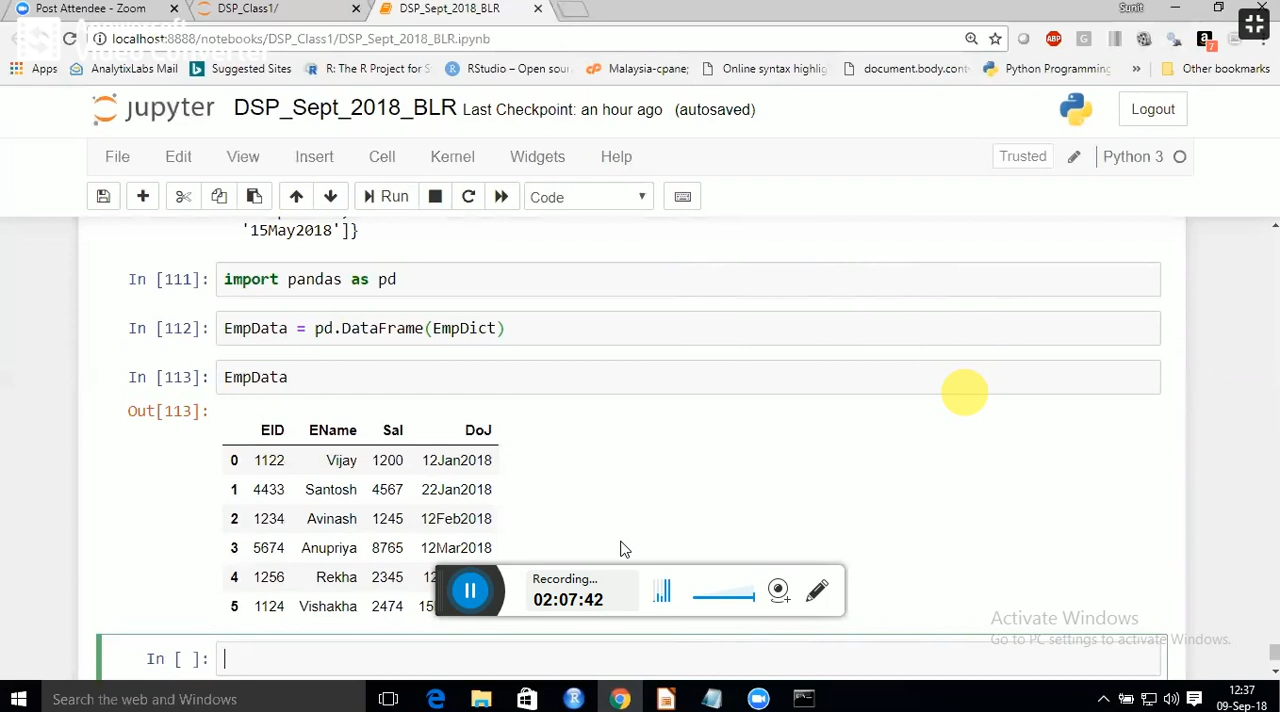 Post Attendee - Zoom
DSP_Class1/
DSP_Sept_2018_BLR
Sunit
localhost:8888/notebooks/DSP_Class1/DSP_Sept_2018_BLR.ipynb
Apps AnalytixLabs Mail Suggested Sites R: The R Project for S RStudio – Open sour Malaysia-cpane; Online syntax highlig document.body.cont Python Programming » Other bookmarks
jupyter DSP_Sept_2018_BLR Last Checkpoint: an hour ago (autosaved) Logout
File Edit View Insert Cell Kernel Widgets Help Trusted Python 3
Run Code
'15May2018']}
In [111]: import pandas as pd
In [112]: EmpData = pd.DataFrame(EmpDict)
In [113]: EmpData
Out[113]:
EID EName Sal DoJ
0 1122 Vijay 1200 12Jan2018
1 4433 Santosh 4567 22Jan2018
2 1234 Avinash 1245 12Feb2018
3 5674 Anupriya 8765 12Mar2018
4 1256 Rekha 2345
5 1124 Vishakha 2474
Recording...
02:07:42
Activate Windows
Go to PC settings to activate Windows.
In [ ]:
Search the web and Windows
12:37
09-Sep-18